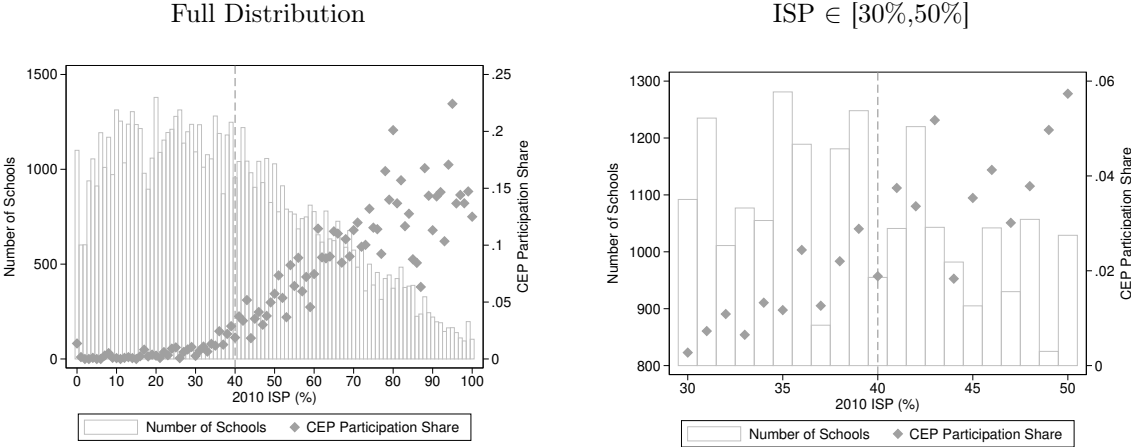 Full Distribution
1500
1000
500
0
Number of Schools
.25
.2
.15
.1
.05
0
CEP Participation Share
0 10 20 30 40 50 60 70 80 90 100
2010 ISP (%)
Number of Schools CEP Participation Share
ISP ∈ [30%,50%]
1300
1200
1100
1000
900
800
Number of Schools
.06
.04
.02
0
CEP Participation Share
30 35 40 45 50
2010 ISP (%)
Number of Schools CEP Participation Share